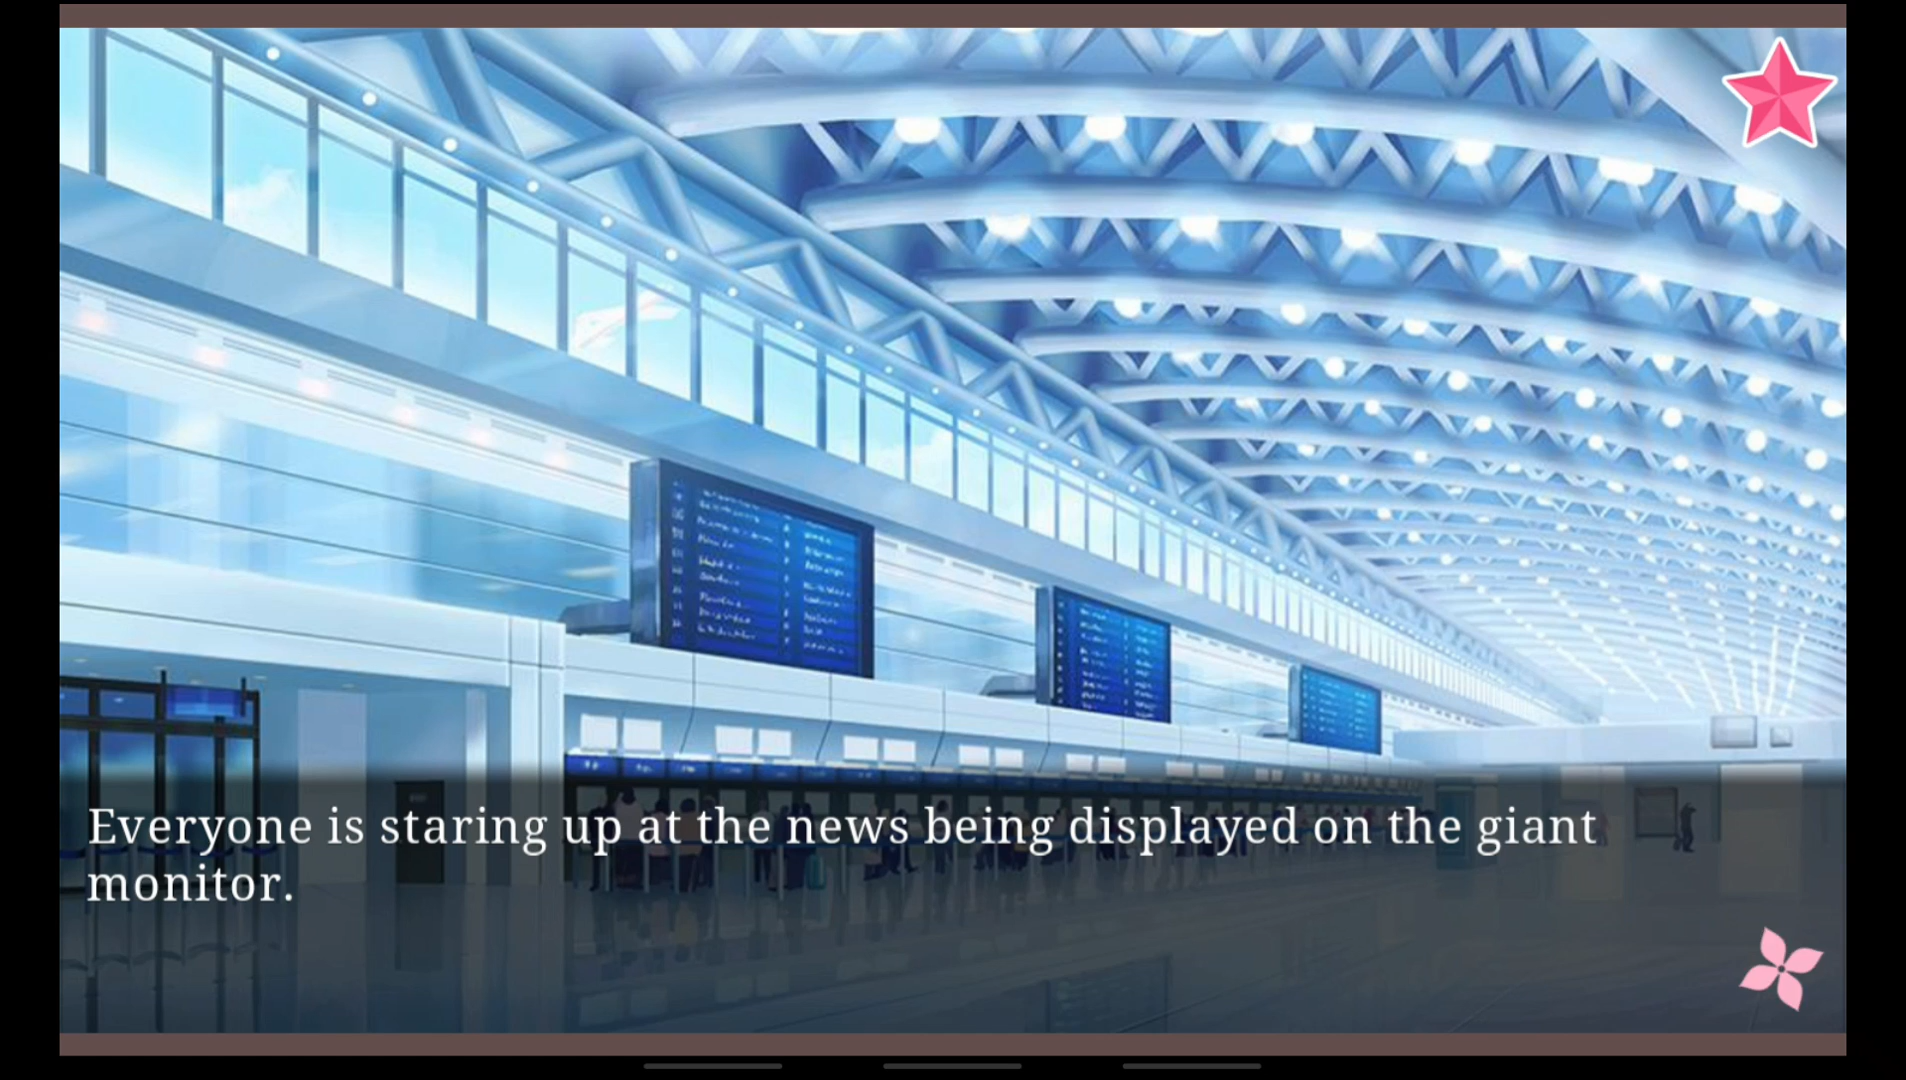 Everyone is staring up at the news being displayed on the giant
monitor.